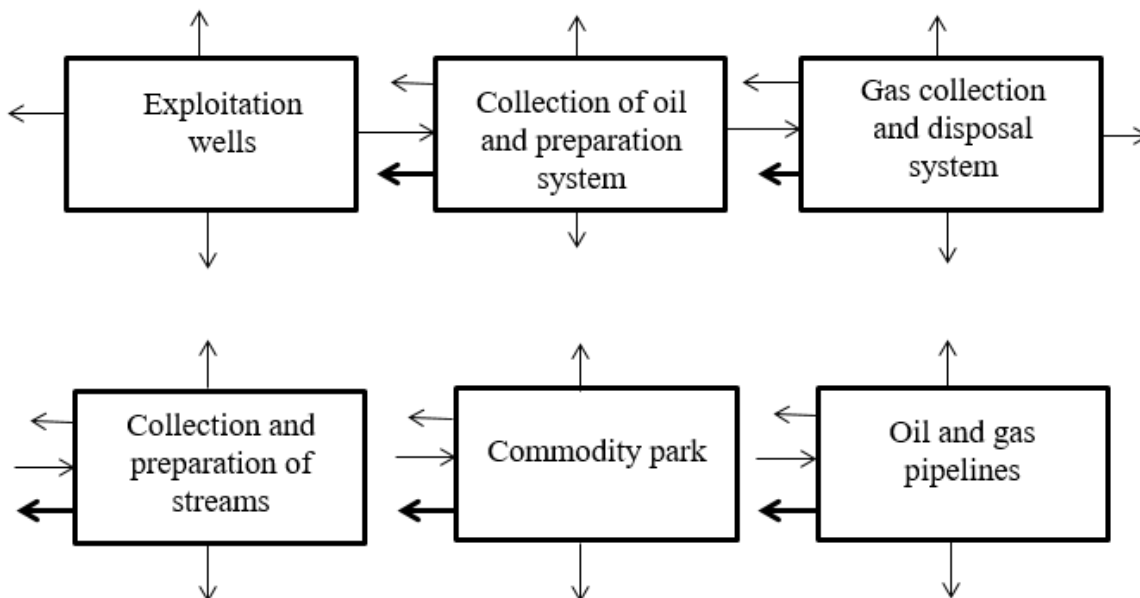 Exploitation
wells
Collection of oil
and preparation
system
Gas collection
and disposal
system
Collection and
preparation of
streams
Commodity park
Oil and gas
pipelines